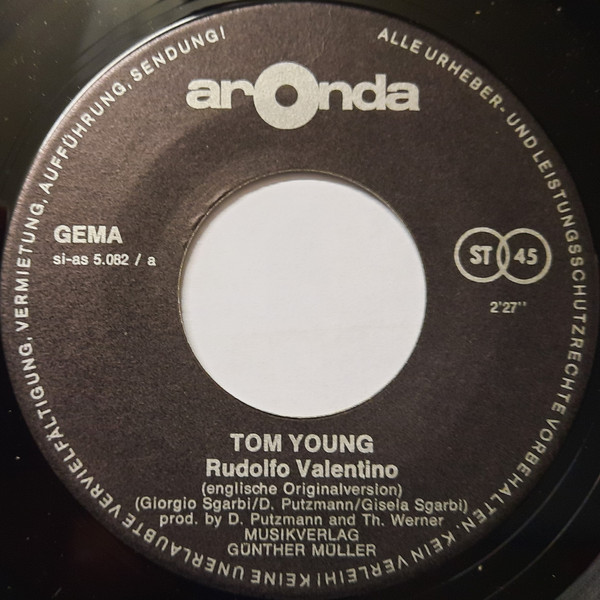 ALLE URHEBER- UND LEISTUNGSSCHUTZRECHTE VORBEHALTEN. KEIN VERLEIH! KEINE UNERLAUBTE VERVIELFÄLTIGUNG, VERMIETUNG, AUFFÜHRUNG, SENDUNG!
aronda
GEMA
si-as 5.082 / a
ST 45
2'27''
TOM YOUNG
Rudolfo Valentino
(englische Originalversion)
(Giorgio Sgarbi/D. Putzmann/Gisela Sgarbi)
prod. by D. Putzmann and Th. Werner
MUSIKVERLAG
GÜNTHER MÜLLER